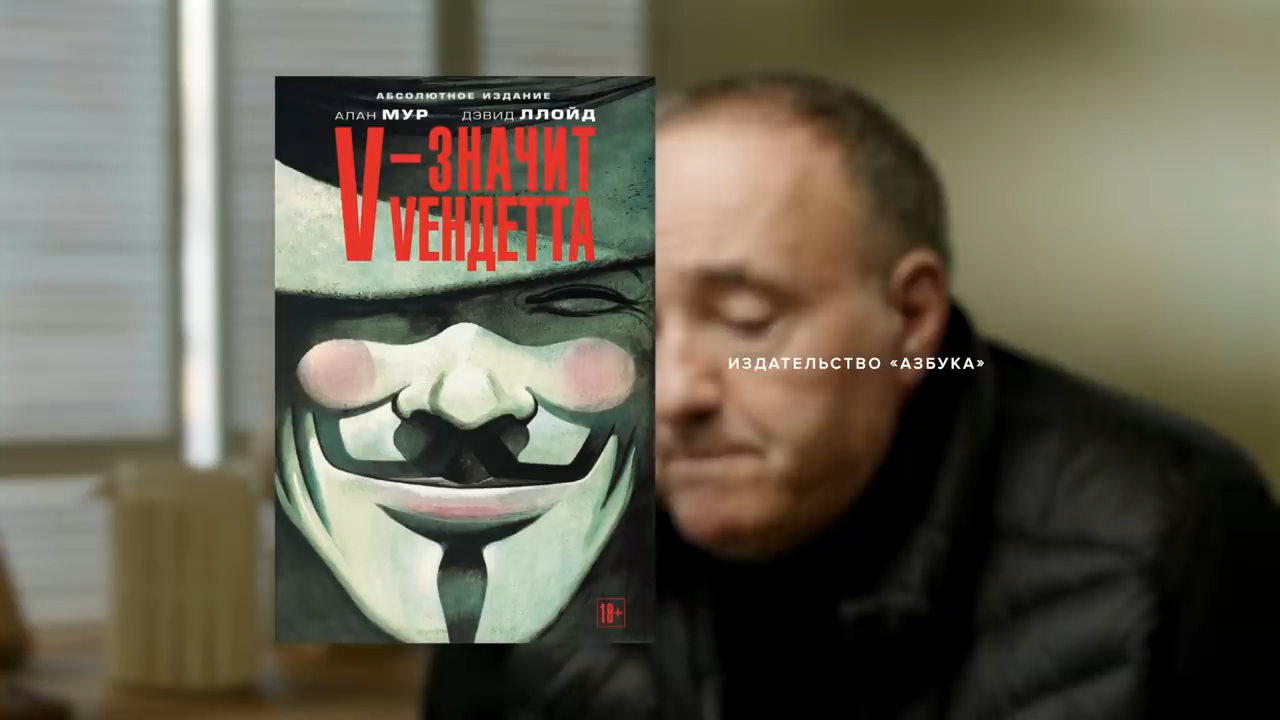 АБСОЛЮТНОЕ ИЗДАНИЕ
АЛАН МУР ДЭВИД ЛЛОЙД
V – ЗНАЧИТ
VЕНДЕТТА
18+
ИЗДАТЕЛЬСТВО «АЗБУКА»